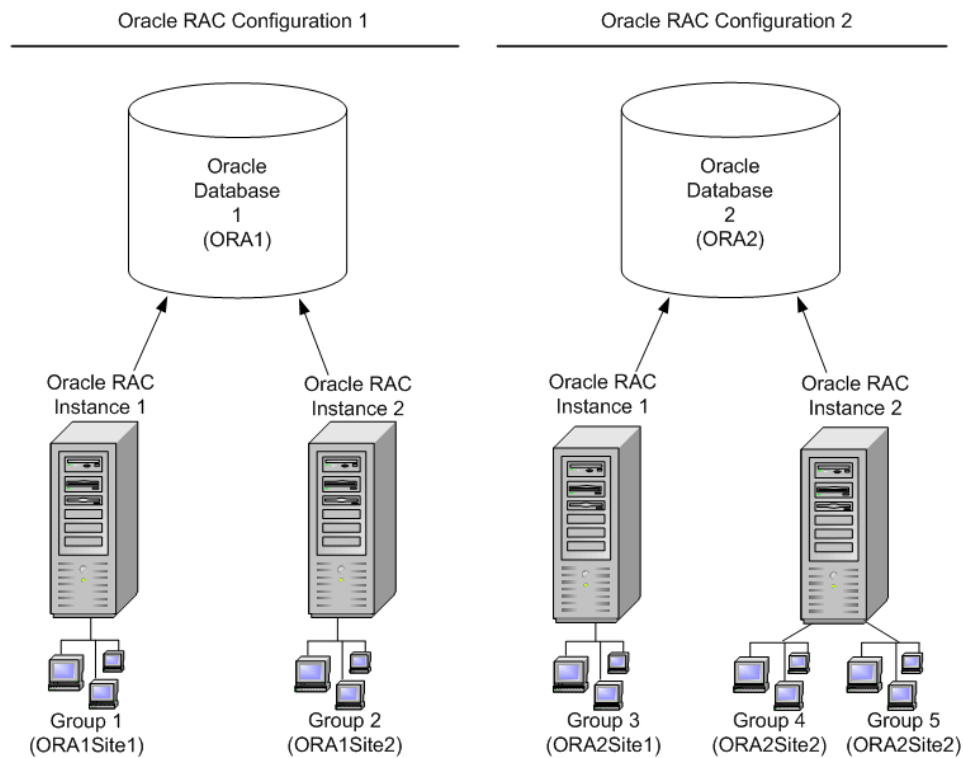 Oracle RAC Configuration 1
Oracle RAC Configuration 2
Oracle
Database
1
(ORA1)
Oracle
Database
2
(ORA2)
Oracle RAC
Instance 1
Oracle RAC
Instance 2
Oracle RAC
Instance 1
Oracle RAC
Instance 2
Group 1
(ORA1Site1)
Group 2
(ORA1Site2)
Group 3
(ORA2Site1)
Group 4
(ORA2Site2)
Group 5
(ORA2Site2)